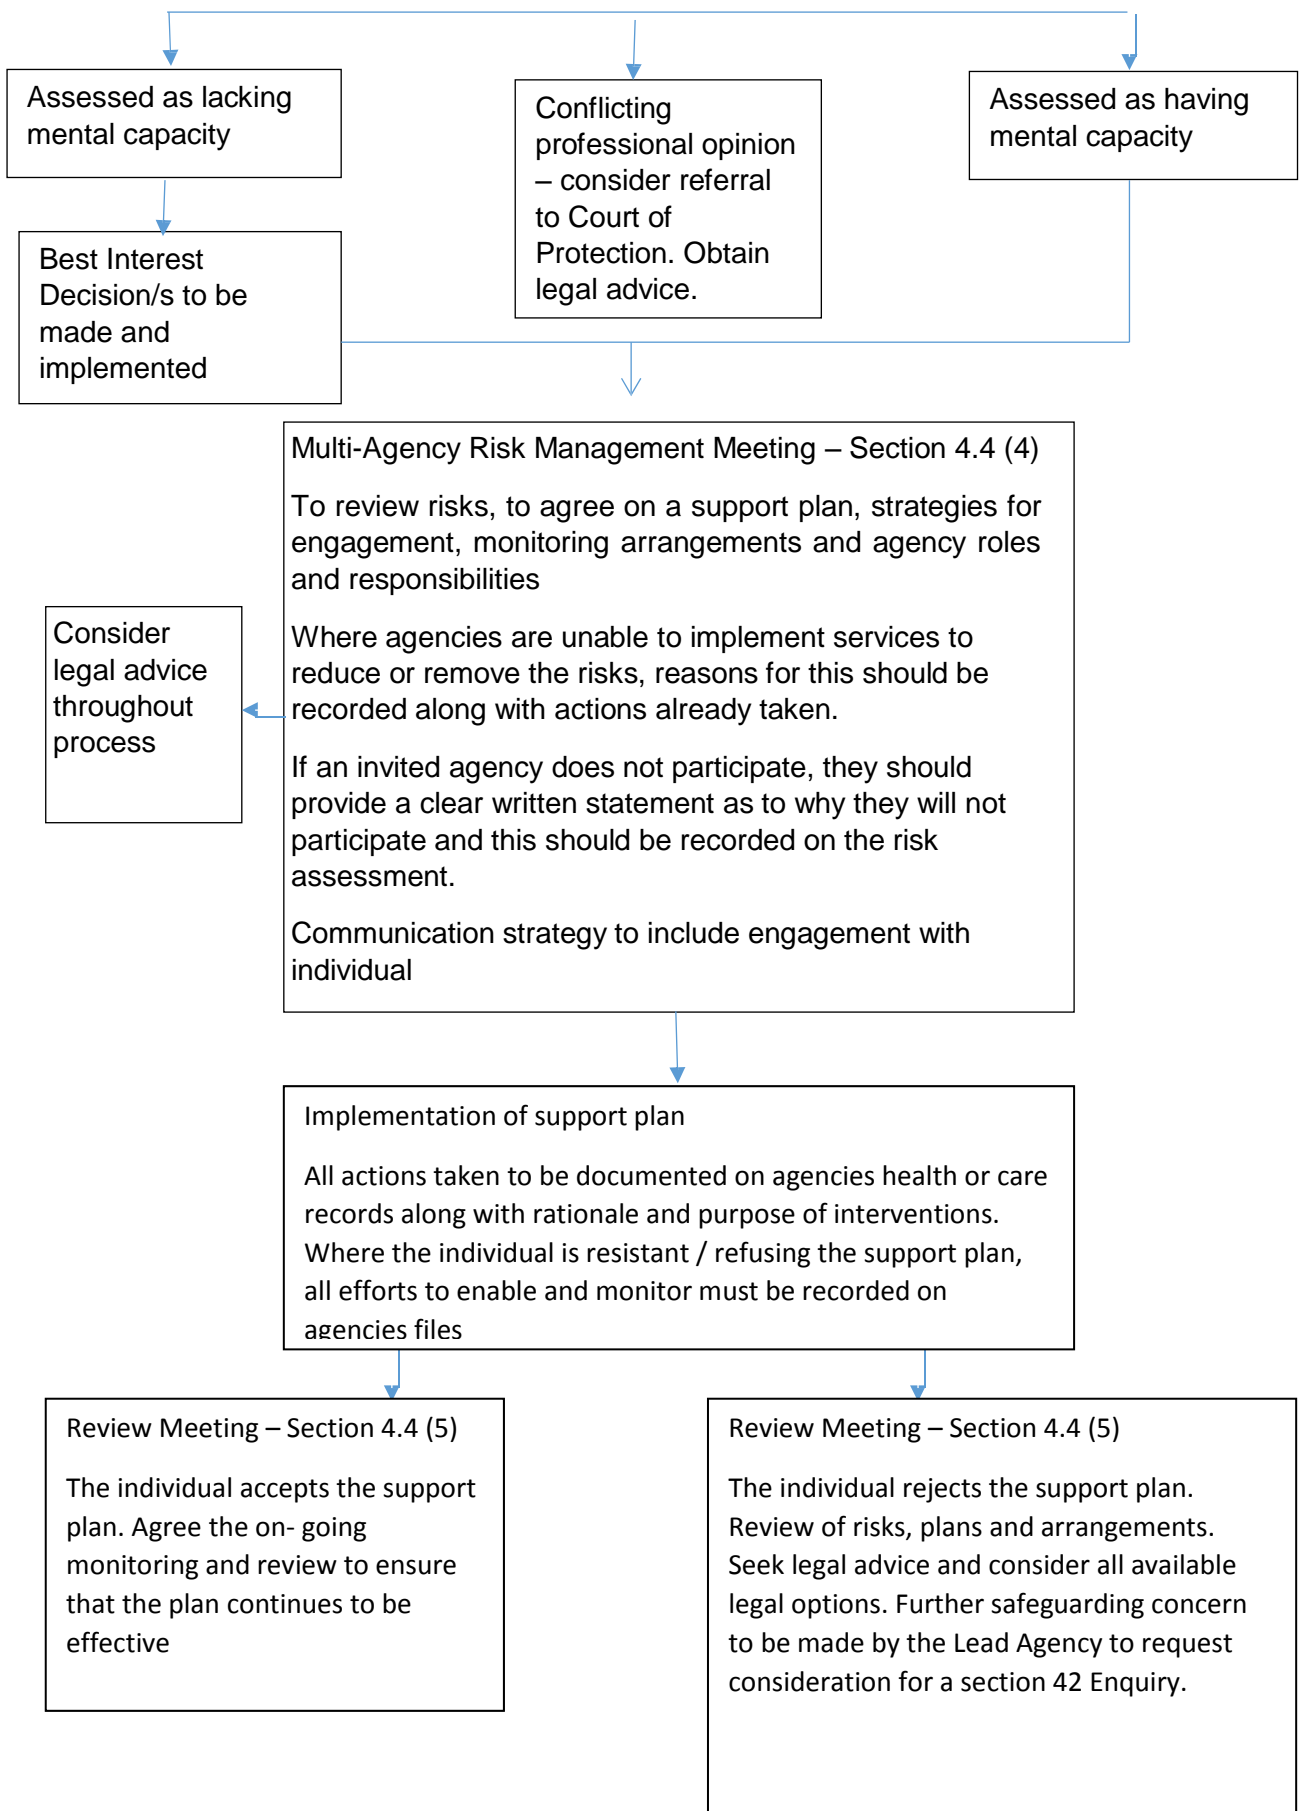 Assessed as lacking
mental capacity
Conflicting
professional opinion
– consider referral
to Court of
Protection. Obtain
legal advice.
Assessed as having
mental capacity
Best Interest
Decision/s to be
made and
implemented
Multi-Agency Risk Management Meeting – Section 4.4 (4)
To review risks, to agree on a support plan, strategies for
engagement, monitoring arrangements and agency roles
and responsibilities
Where agencies are unable to implement services to
reduce or remove the risks, reasons for this should be
recorded along with actions already taken.
If an invited agency does not participate, they should
provide a clear written statement as to why they will not
participate and this should be recorded on the risk
assessment.
Communication strategy to include engagement with
individual
Consider
legal advice
throughout
process
Implementation of support plan
All actions taken to be documented on agencies health or care
records along with rationale and purpose of interventions.
Where the individual is resistant / refusing the support plan,
all efforts to enable and monitor must be recorded on
agencies files
Review Meeting – Section 4.4 (5)
The individual accepts the support
plan. Agree the on- going
monitoring and review to ensure
that the plan continues to be
effective
Review Meeting – Section 4.4 (5)
The individual rejects the support plan.
Review of risks, plans and arrangements.
Seek legal advice and consider all available
legal options. Further safeguarding concern
to be made by the Lead Agency to request
consideration for a section 42 Enquiry.